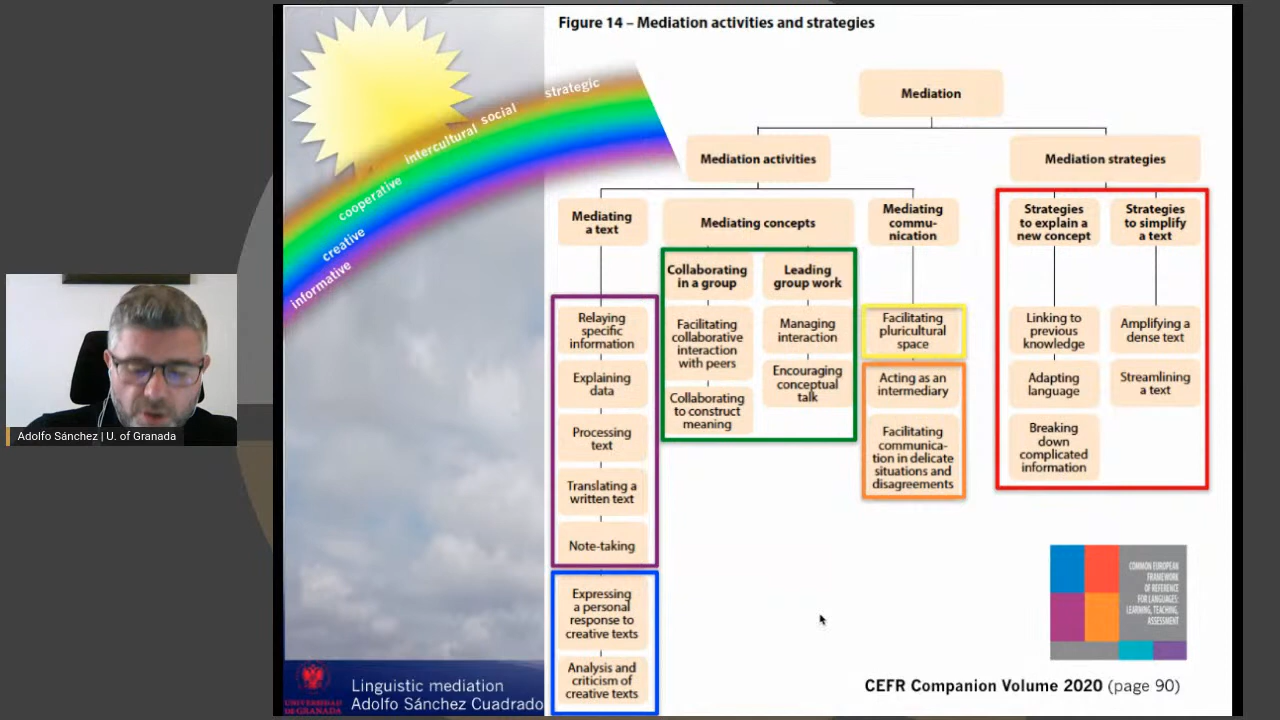 Figure 14 – Mediation activities and strategies
Mediation
Mediation activities
Mediation strategies
Mediating
a text
Mediating concepts
Mediating
commu-
nication
Strategies
to explain a
new concept
Strategies
to simplify
a text
Collaborating
in a group
Leading
group work
Relaying
specific
information
Facilitating
collaborative
interaction
with peers
Managing
interaction
Facilitating
pluricultural
space
Linking to
previous
knowledge
Amplifying a
dense text
Explaining
data
Collaborating
to construct
meaning
Encouraging
conceptual
talk
Acting as an
intermediary
Adapting
language
Streamlining
a text
Processing
text
Facilitating
communica-
tion in delicate
situations and
disagreements
Breaking
down
complicated
information
Translating a
written text
Note-taking
Expressing
a personal
response to
creative texts
Analysis and
criticism of
creative texts
strategic
social
intercultural
cooperative
creative
informative
Adolfo Sánchez | U. of Granada
COMMON EUROPEAN
FRAMEWORK
OF REFERENCE
FOR LANGUAGES:
LEARNING, TEACHING,
ASSESSMENT
UNIVERSIDAD
DE GRANADA
Linguistic mediation
Adolfo Sánchez Cuadrado
CEFR Companion Volume 2020 (page 90)